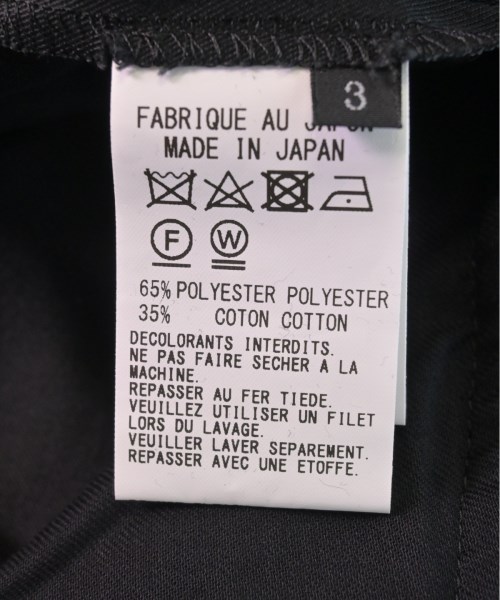 3
FABRIQUE AU JAPON
MADE IN JAPAN
F W
65% POLYESTER POLYESTER
35% COTON COTTON
DECOLORANTS INTERDITS.
NE PAS FAIRE SECHER A LA
MACHINE.
REPASSER AU FER TIEDE.
VEUILLEZ UTILISER UN FILET
LORS DU LAVAGE.
VEUILLER LAVER SEPAREMENT.
REPASSER AVEC UNE ETOFFE.